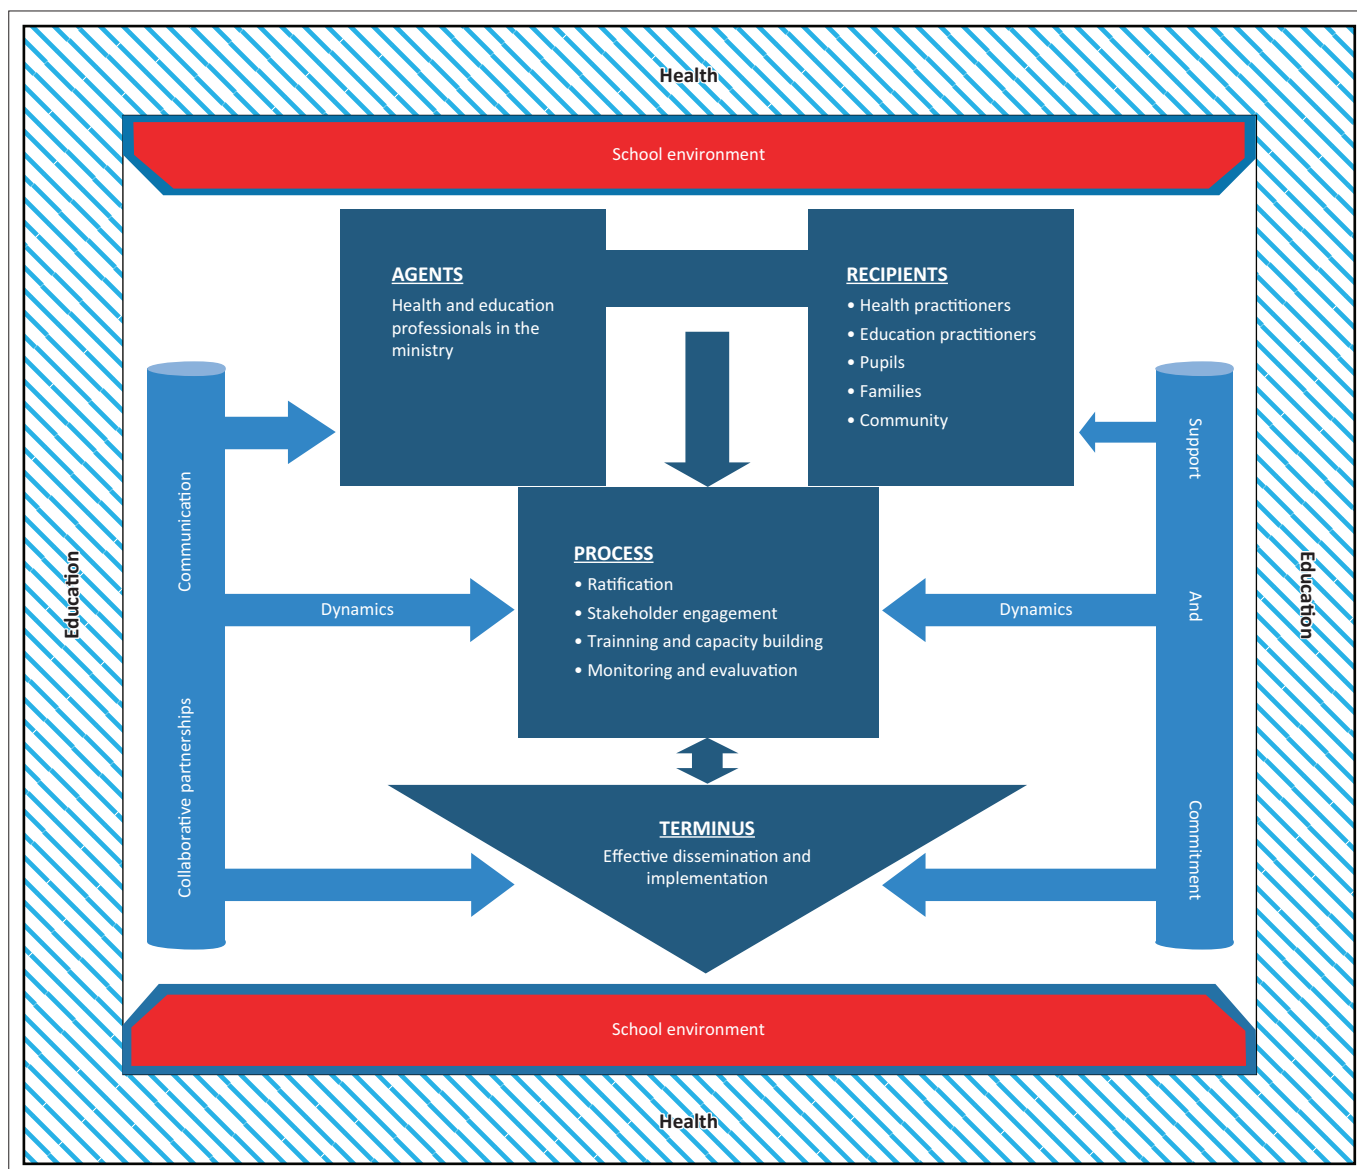 Health
School environment
AGENTS
Health and education
professionals in the
ministry
RECIPIENTS
• Health practitioners
• Education practitioners
• Pupils
• Families
• Community
Communication
Collaborative partnerships
Support
And
Commitment
Education
Education
Dynamics
Dynamics
PROCESS
• Ratification
• Stakeholder engagement
• Trainning and capacity building
• Monitoring and evaluvation
TERMINUS
Effective dissemination and
implementation
School environment
Health